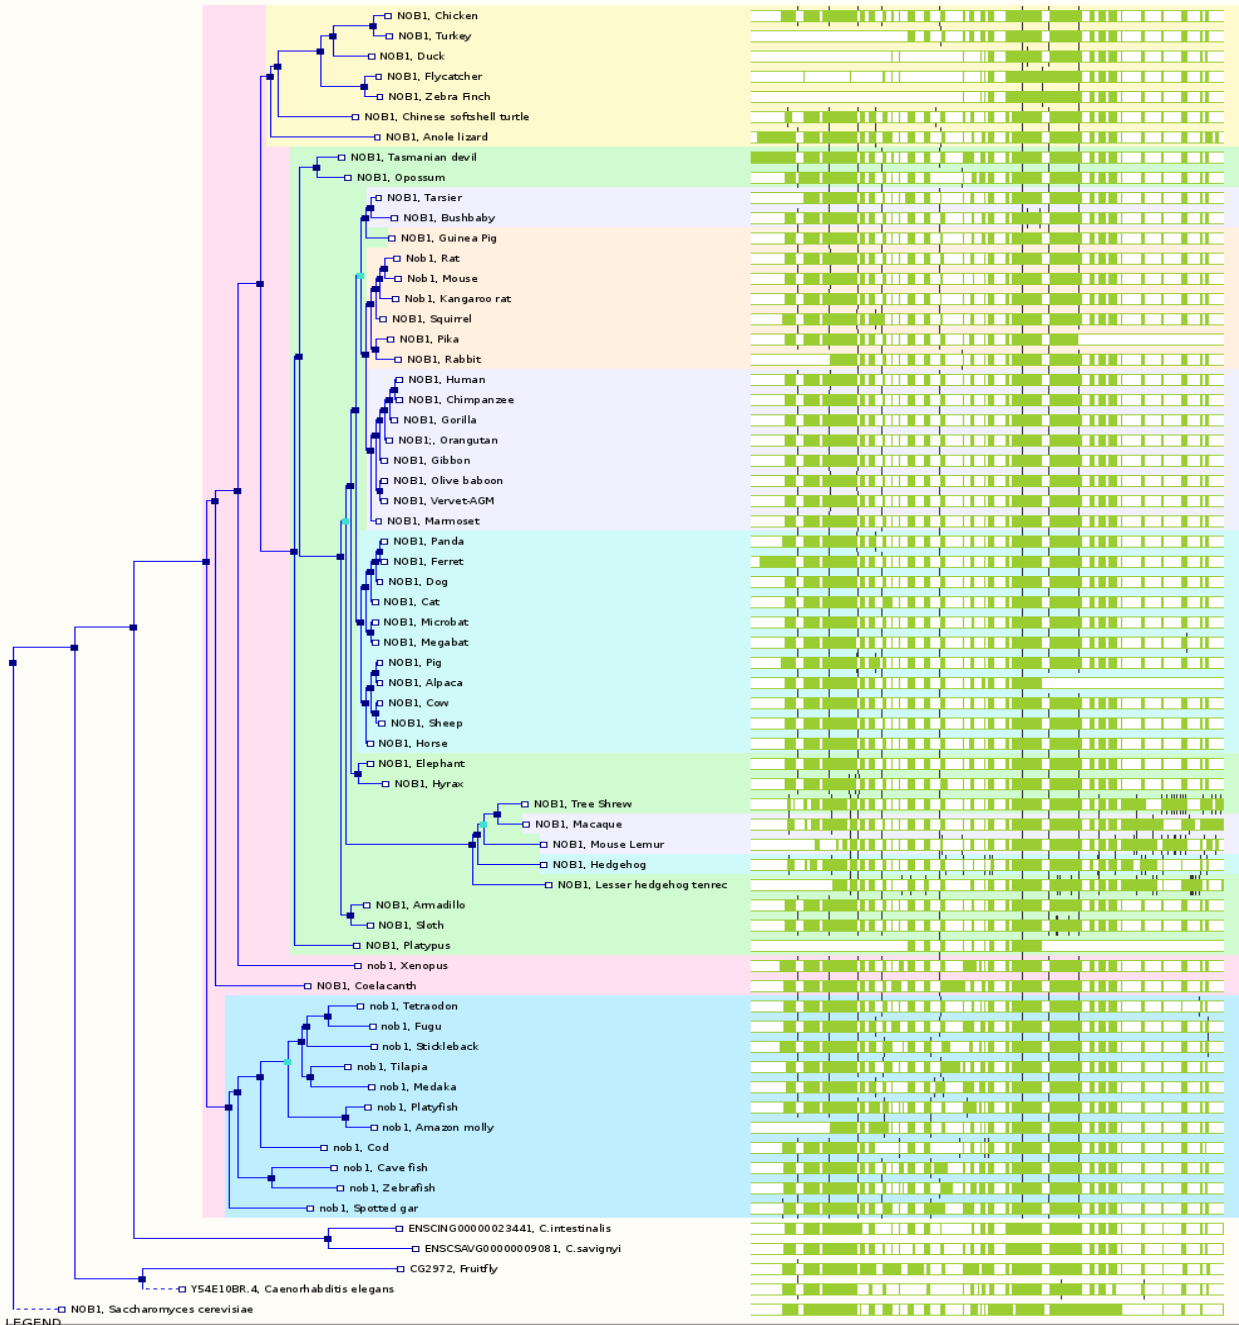 NOB1, Chicken
NOB1, Turkey
NOB1, Duck
NOB1, Flycatcher
NOB1, Zebra Finch
NOB1, Chinese softshell turtle
NOB1, Anole lizard
NOB1, Tasmanian devil
NOB1, Opossum
NOB1, Tarsier
NOB1, Bushbaby
NOB1, Guinea Pig
Nob1, Rat
Nob1, Mouse
Nob1, Kangaroo rat
NOB1, Squirrel
NOB1, Pika
NOB1, Rabbit
NOB1, Human
NOB1, Chimpanzee
NOB1, Gorilla
NOB1;, Orangutan
NOB1, Gibbon
NOB1, Olive baboon
NOB1, Vervet-AGM
NOB1, Marmoset
NOB1, Panda
NOB1, Ferret
NOB1, Dog
NOB1, Cat
NOB1, Microbat
NOB1, Megabat
NOB1, Pig
NOB1, Alpaca
NOB1, Cow
NOB1, Sheep
NOB1, Horse
NOB1, Elephant
NOB1, Hyrax
NOB1, Tree Shrew
NOB1, Macaque
NOB1, Mouse Lemur
NOB1, Hedgehog
NOB1, Lesser hedgehog tenrec
NOB1, Armadillo
NOB1, Sloth
NOB1, Platypus
nob1, Xenopus
NOB1, Coelacanth
nob1, Tetraodon
nob1, Fugu
nob1, Stickleback
nob1, Tilapia
nob1, Medaka
nob1, Platyfish
nob1, Amazon molly
nob1, Cod
nob1, Cave fish
nob1, Zebrafish
nob1, Spotted gar
ENSCING00000023441, C.intestinalis
ENSCSAVG00000009081, C.savignyi
CG2972, Fruitfly
Y54E10BR.4, Caenorhabditis elegans
NOB1, Saccharomyces cerevisiae
LEGEND